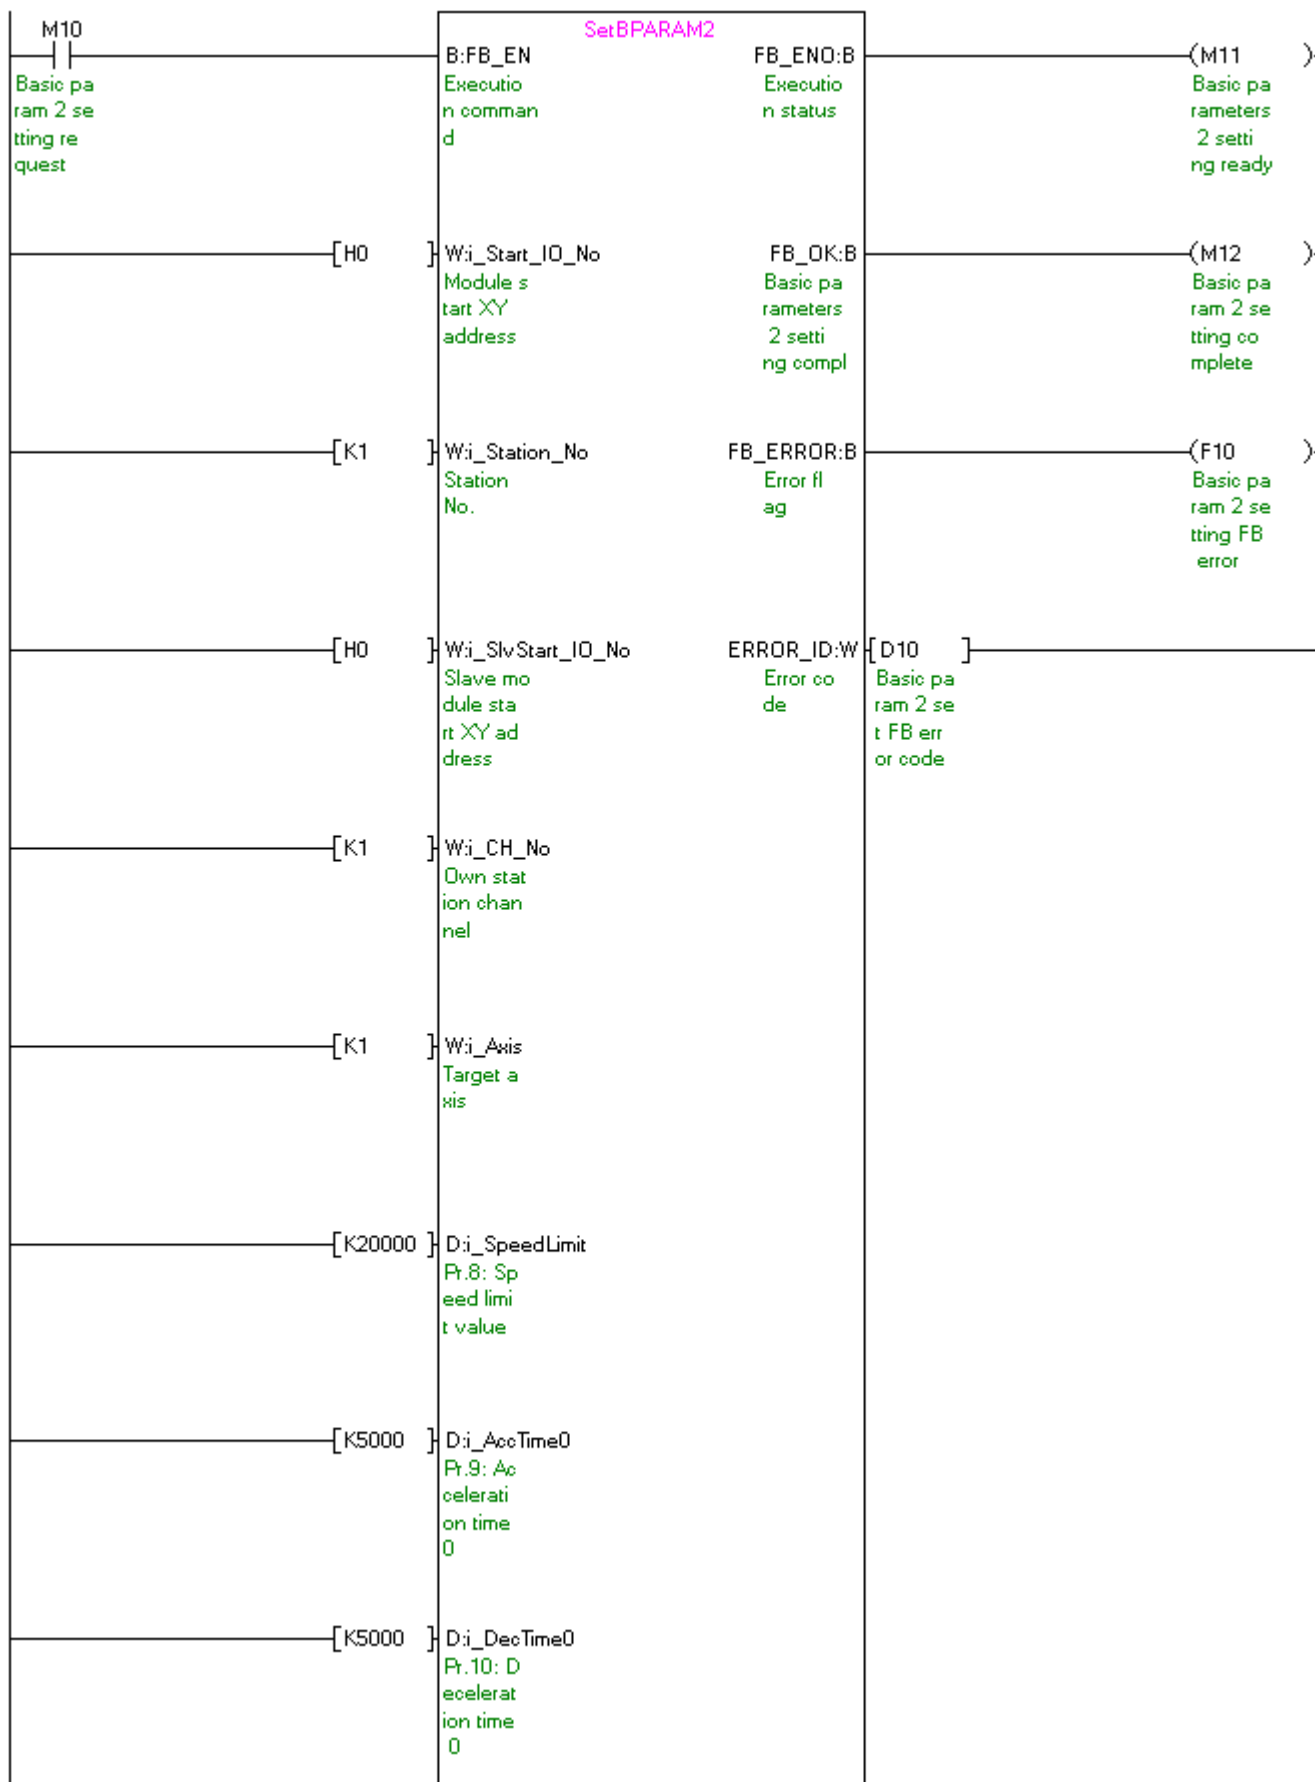 M10
SetBPARAM2
B:FB_EN
FB_ENO:B
(M11 )
Basic pa
ram 2 se
tting re
quest
Executio
n comman
d
Executio
n status
Basic pa
rameters
2 setti
ng ready
[H0 ]
W:i_Start_IO_No
FB_OK:B
(M12 )
Module s
tart XY
address
Basic pa
rameters
2 setti
ng compl
Basic pa
ram 2 se
tting co
mplete
[K1 ]
W:i_Station_No
FB_ERROR:B
(F10 )
Station
No.
Error fl
ag
Basic pa
ram 2 se
tting FB
error
[H0 ]
W:i_SlvStart_IO_No
ERROR_ID:W
[D10 ]
Slave mo
dule sta
rt XY ad
dress
Error co
de
Basic pa
ram 2 se
t FB err
or code
[K1 ]
W:i_CH_No
Own stat
ion chan
nel
[K1 ]
W:i_Axis
Target a
xis
[K20000 ]
D:i_SpeedLimit
Pr.8: Sp
eed limi
t value
[K5000 ]
D:i_AccTime0
Pr.9: Ac
celerati
on time
0
[K5000 ]
D:i_DecTime0
Pr.10: D
ecelerat
ion time
0